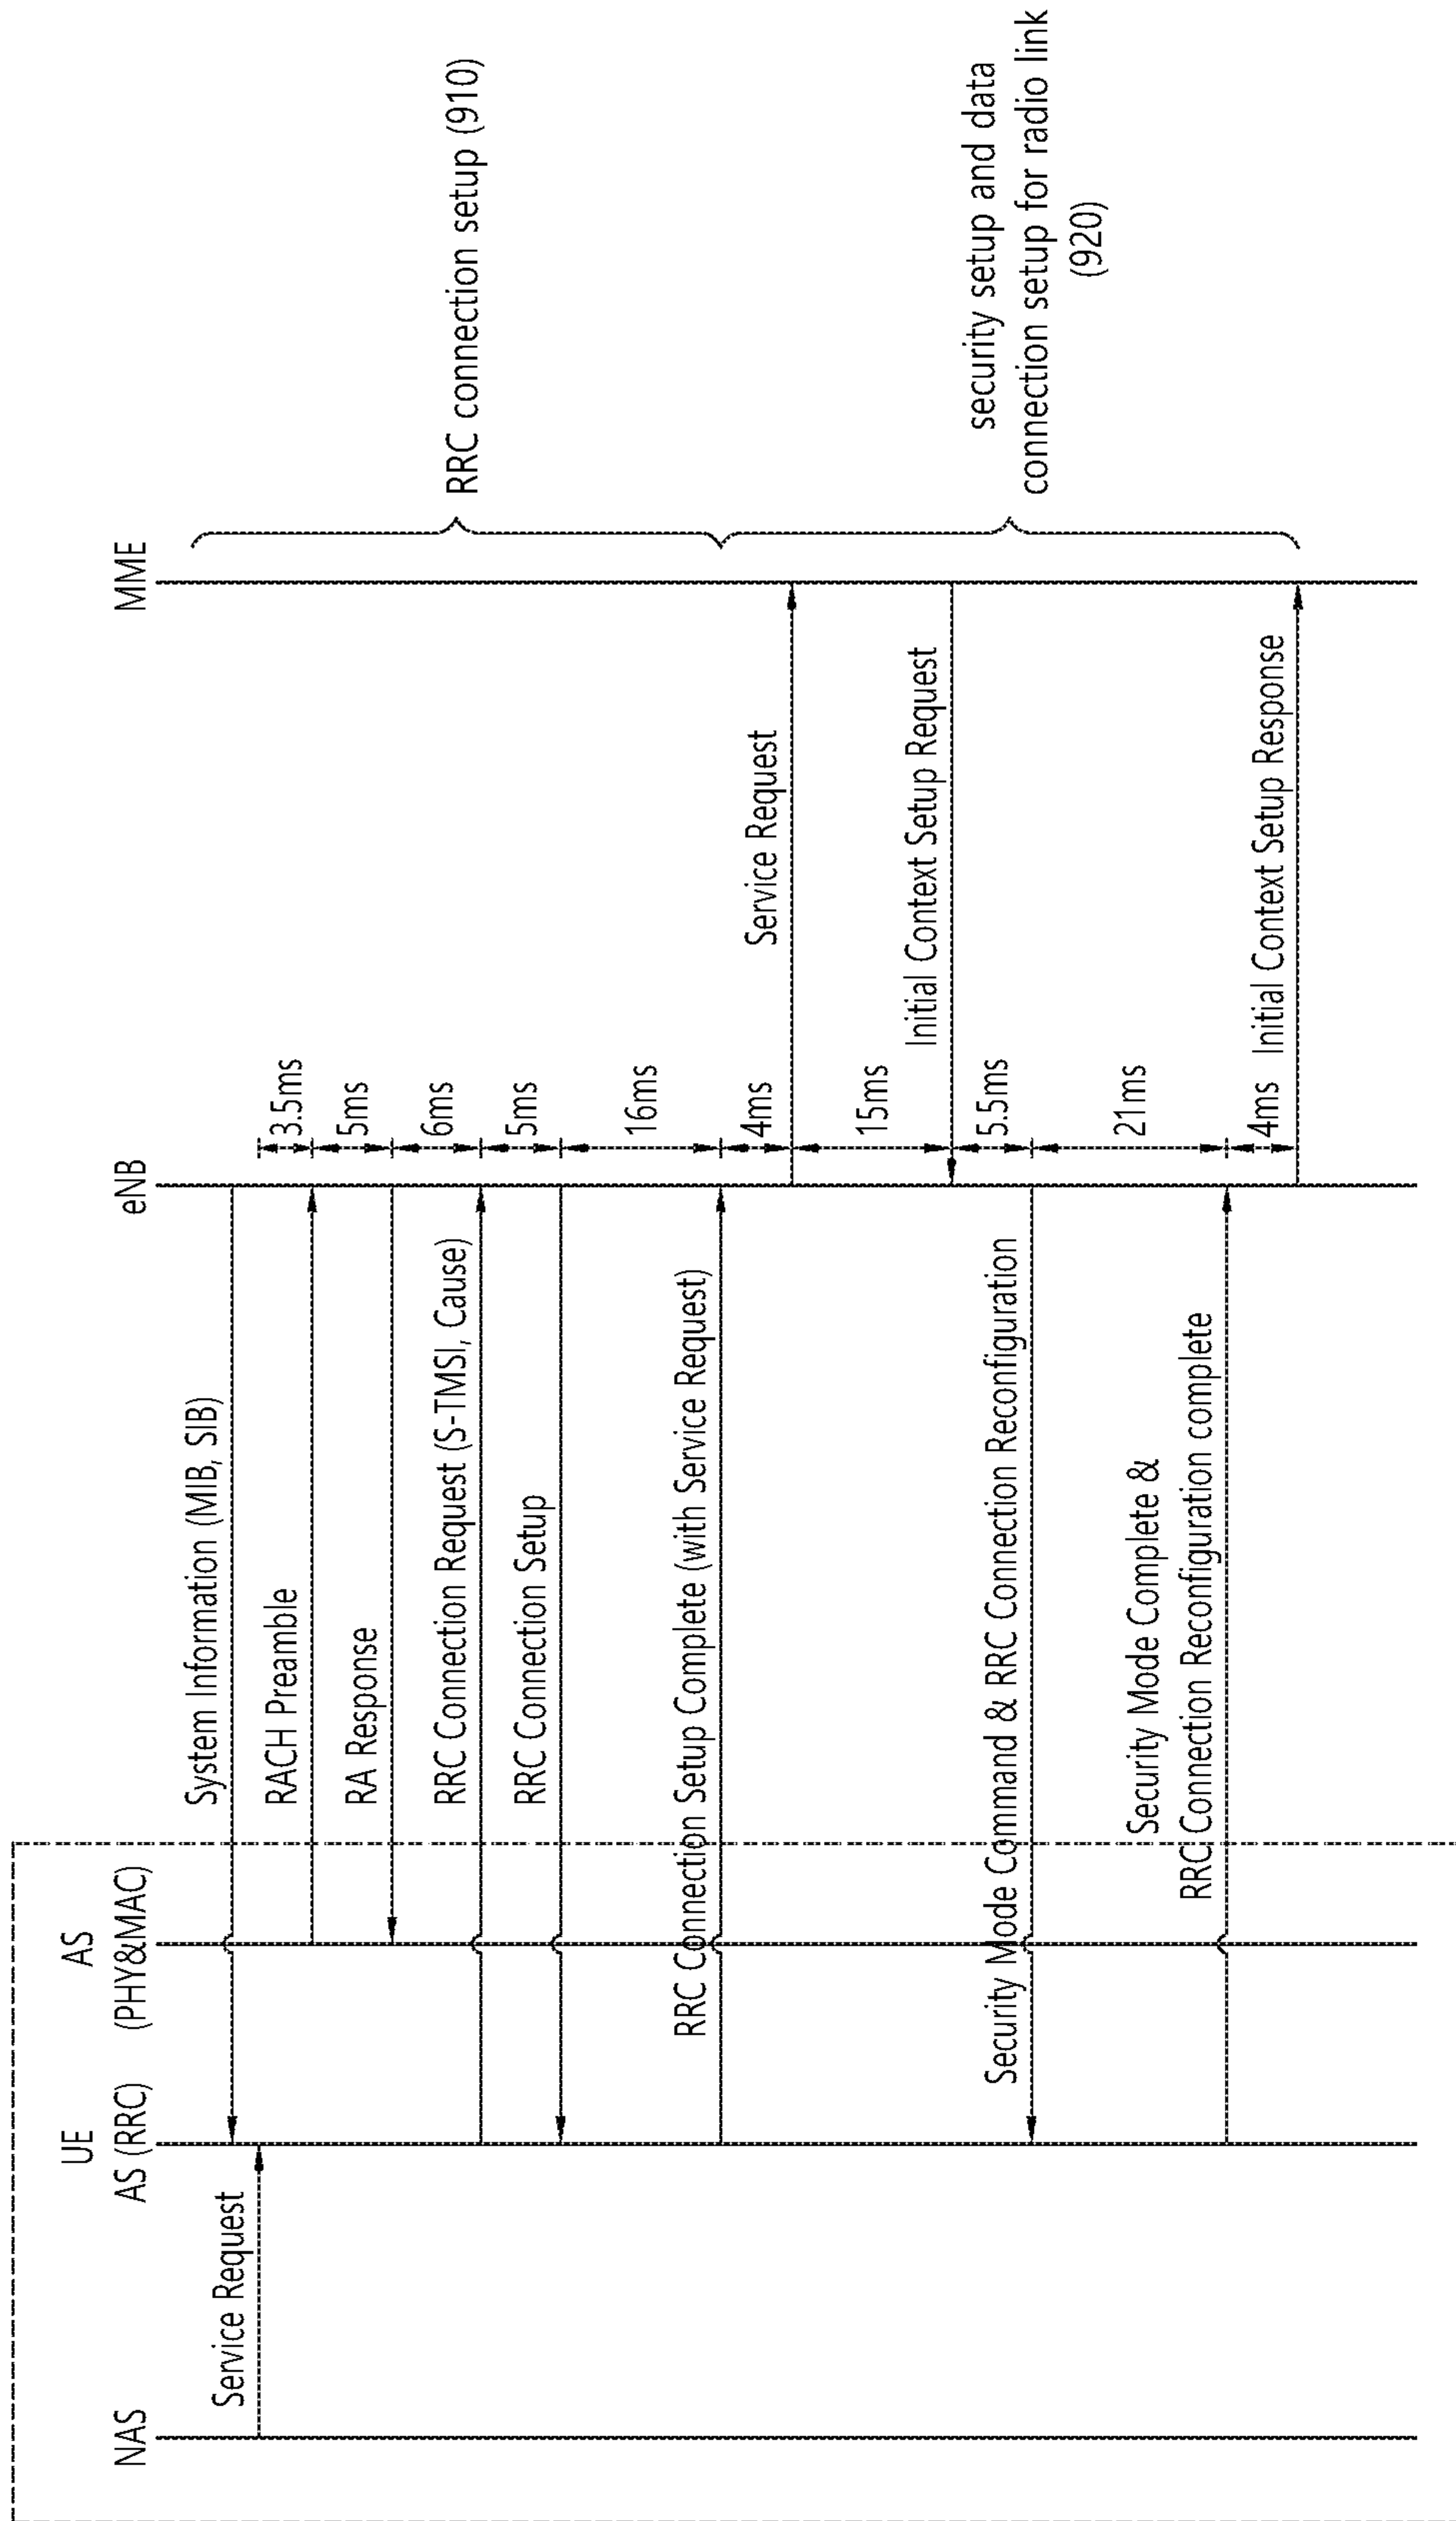 UE
NAS
AS (RRC)
AS
(PHY&MAC)
eNB
MME
System Information (MIB, SIB)
Service Request
3.5ms
RACH Preamble
5ms
RA Response
6ms
RRC Connection Request (S-TMSI, Cause)
5ms
RRC Connection Setup
16ms
RRC Connection Setup Complete (with Service Request)
RRC connection setup (910)
4ms
Service Request
15ms
Initial Context Setup Request
5.5ms
Security Mode Command & RRC Connection Reconfiguration
21ms
Security Mode Complete &
RRC Connection Reconfiguration complete
4ms
Initial Context Setup Response
security setup and data
connection setup for radio link
(920)